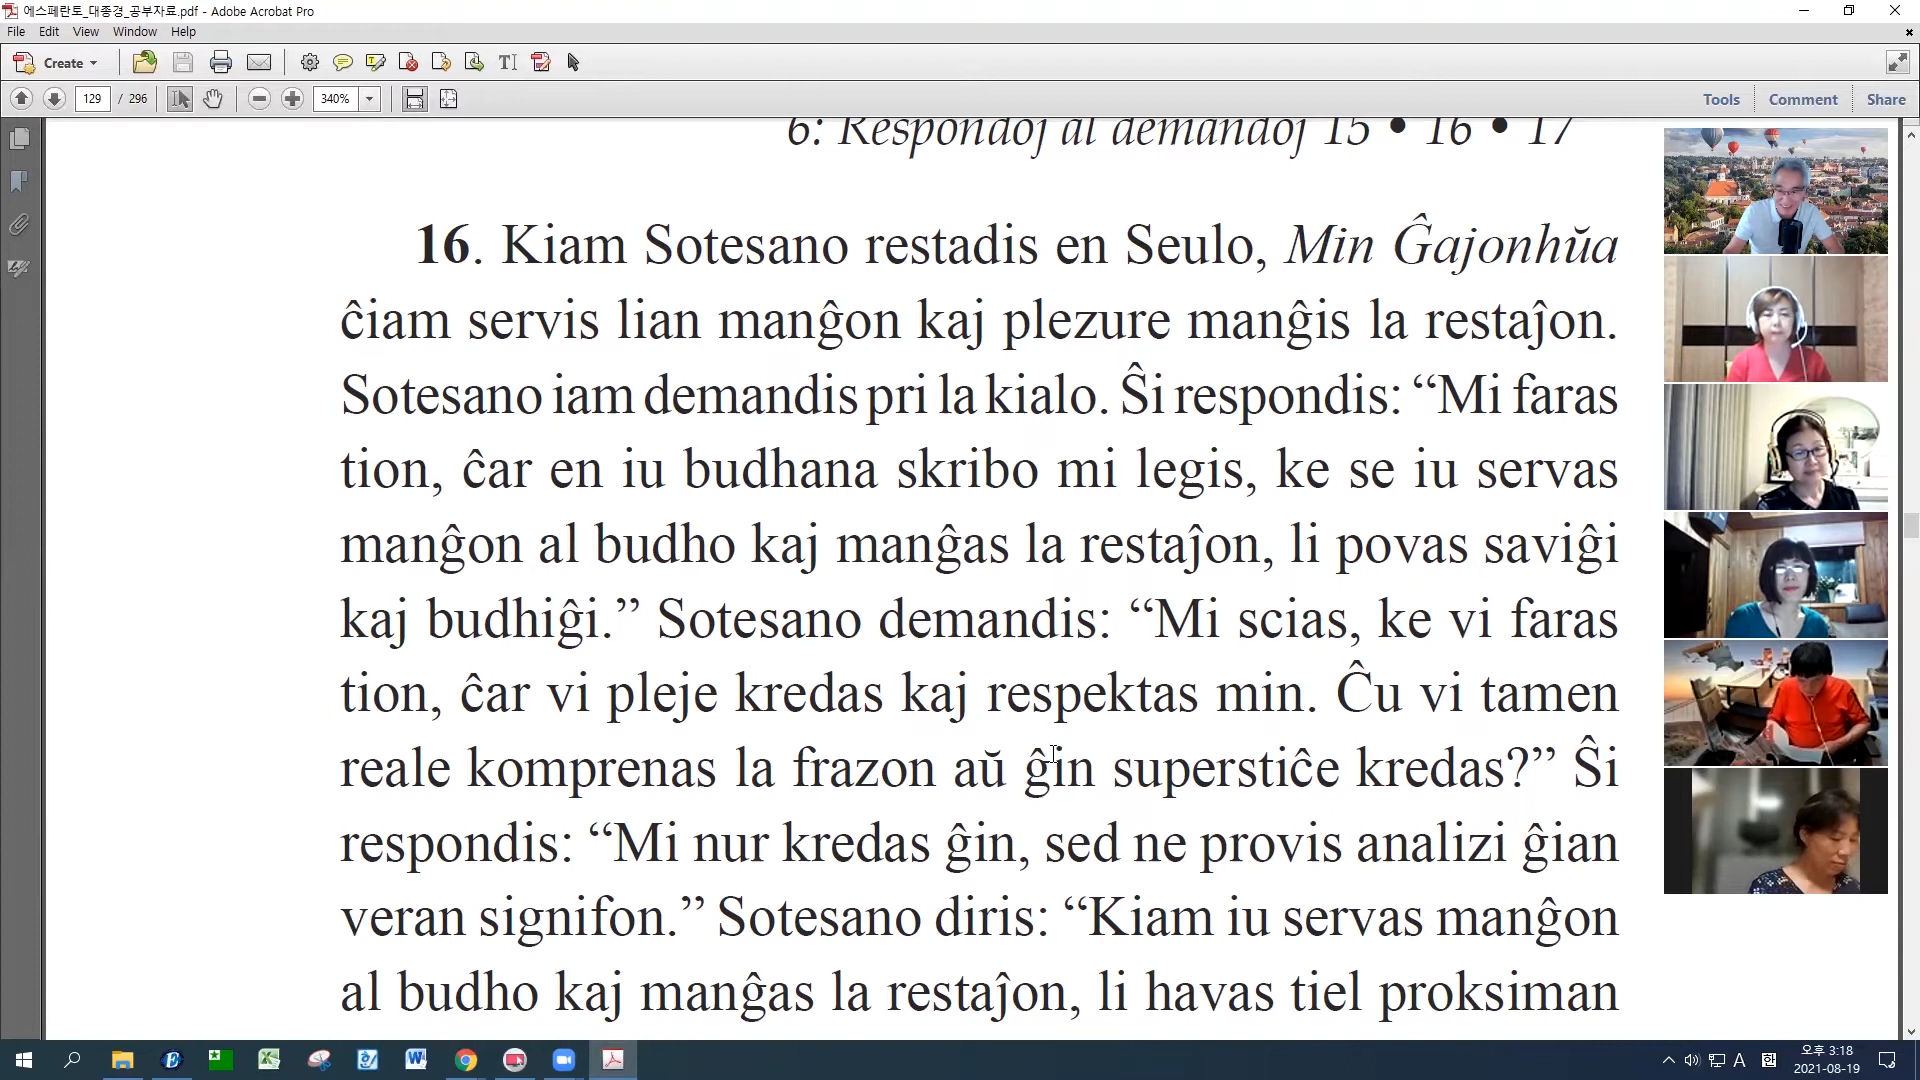 에스페란토_대종경_공부자료.pdf - Adobe Acrobat Pro
File Edit View Window Help
Create
129 / 296 340% Tools Comment Share
6: Respondoj al demandoj 15 • 16 • 17
16. Kiam Sotesano restadis en Seulo, Min Ĝajonhŭa
ĉiam servis lian manĝon kaj plezure manĝis la restaĵon.
Sotesano iam demandis pri la kialo. Ŝi respondis: “Mi faras
tion, ĉar en iu budhana skribo mi legis, ke se iu servas
manĝon al budho kaj manĝas la restaĵon, li povas saviĝi
kaj budhiĝi.” Sotesano demandis: “Mi scias, ke vi faras
tion, ĉar vi pleje kredas kaj respektas min. Ĉu vi tamen
reale komprenas la frazon aŭ ĝin superstiĉe kredas?” Ŝi
respondis: “Mi nur kredas ĝin, sed ne provis analizi ĝian
veran signifon.” Sotesano diris: “Kiam iu servas manĝon
al budho kaj manĝas la restaĵon, li havas tiel proksiman
A 한 오후 3:18
2021-08-19